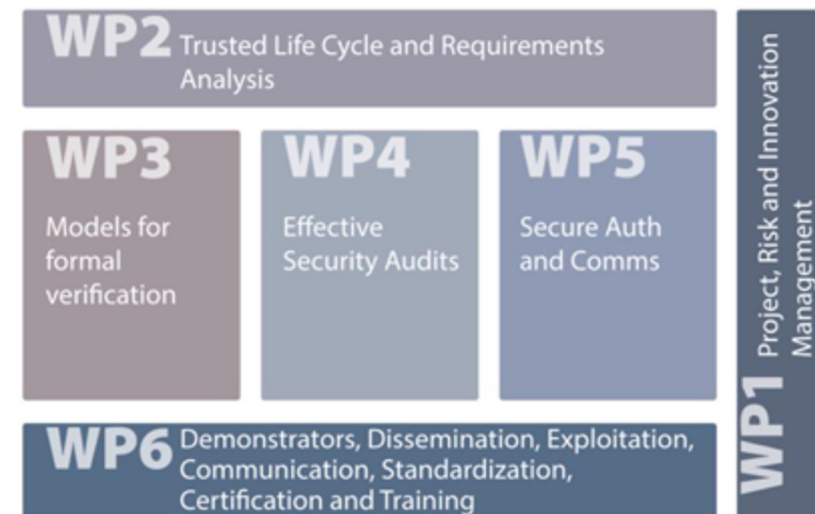 WP2 Trusted Life Cycle and Requirements
Analysis
WP3
Models for
formal
verification
WP4
Effective
Security Audits
WP5
Secure Auth
and Comms
WP6 Demonstrators, Dissemination, Exploitation,
Communication, Standardization,
Certification and Training
WP1 Project, Risk and Innovation
Management